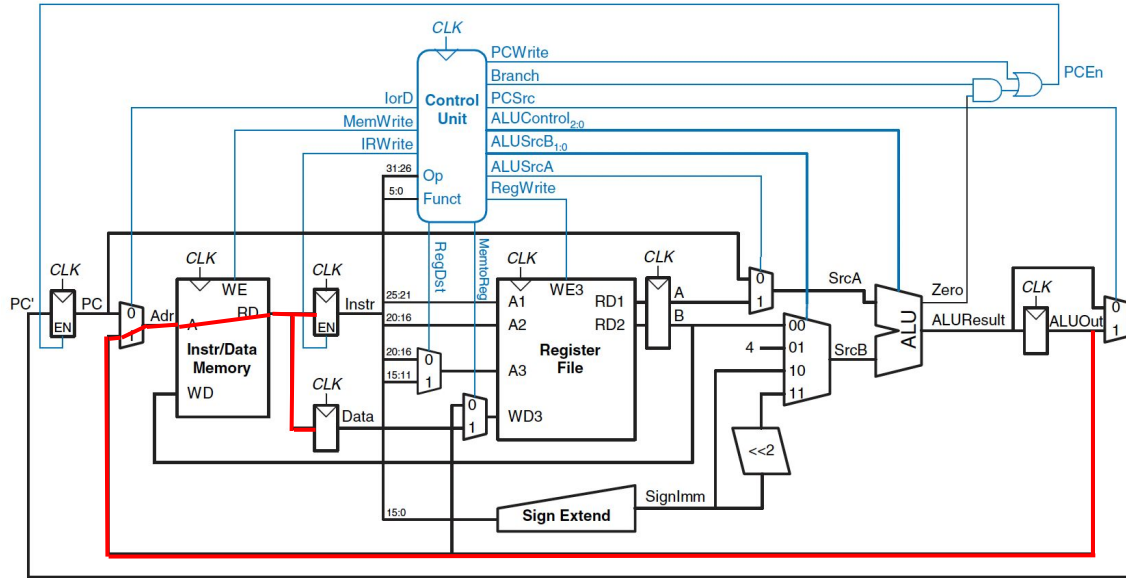 CLK
PCWrite
Branch
PCEn
IorD
Control
Unit
PCSrc
MemWrite
ALUControl2:0
IRWrite
ALUSrcB1:0
31:26
Op
ALUSrcA
5:0
Funct
RegWrite
RegDst
MemtoReg
CLK
CLK
CLK
CLK
CLK
PC'
PC
EN
0
1
Adr
WE
A
RD
Instr/Data
Memory
WD
EN
Instr
25:21
A1
WE3
RD1
A
0
1
SrcA
Zero
CLK
0
1
20:16
A2
RD2
B
00
ALU
ALUResult
ALUOut
4
01
SrcB
20:16
0
A3
Register
File
10
15:11
1
11
CLK
Data
0
1
WD3
<<2
SignImm
15:0
Sign Extend